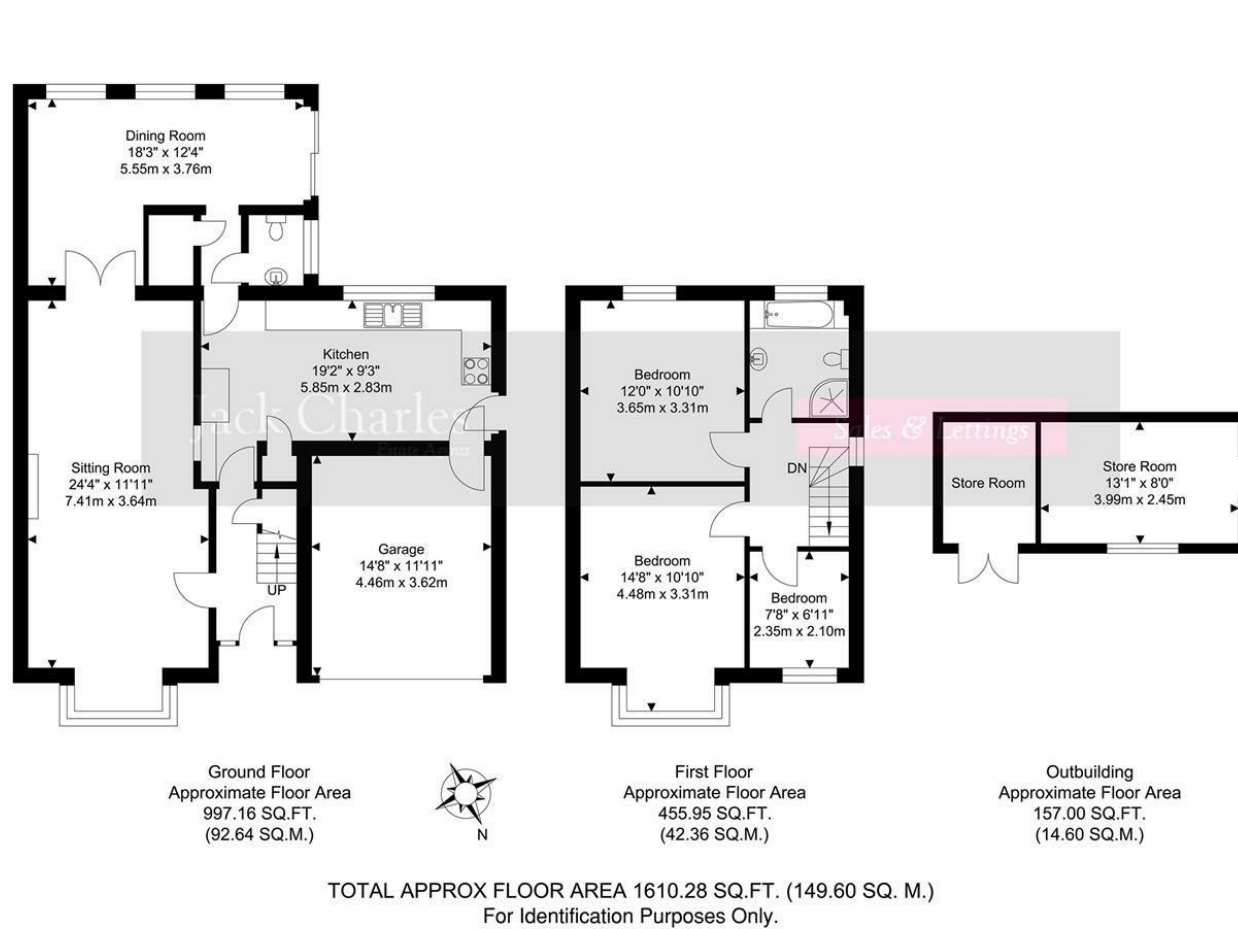 Dining Room
18'3" x 12'4"
5.55m x 3.76m
Kitchen
19'2" x 9'3"
5.85m x 2.83m
Sitting Room
24'4" x 11'11"
7.41m x 3.64m
Garage
14'8" x 11'11"
4.46m x 3.62m
UP
Jack Charles
Estate Agents
Sales & Lettings
Bedroom
12'0" x 10'10"
3.65m x 3.31m
DN
Bedroom
14'8" x 10'10"
4.48m x 3.31m
Bedroom
7'8" x 6'11"
2.35m x 2.10m
Store Room
Store Room
13'1" x 8'0"
3.99m x 2.45m
Ground Floor
Approximate Floor Area
997.16 SQ.FT.
(92.64 SQ.M.)
N
First Floor
Approximate Floor Area
455.95 SQ.FT.
(42.36 SQ.M.)
Outbuilding
Approximate Floor Area
157.00 SQ.FT.
(14.60 SQ.M.)
TOTAL APPROX FLOOR AREA 1610.28 SQ.FT. (149.60 SQ. M.)
For Identification Purposes Only.